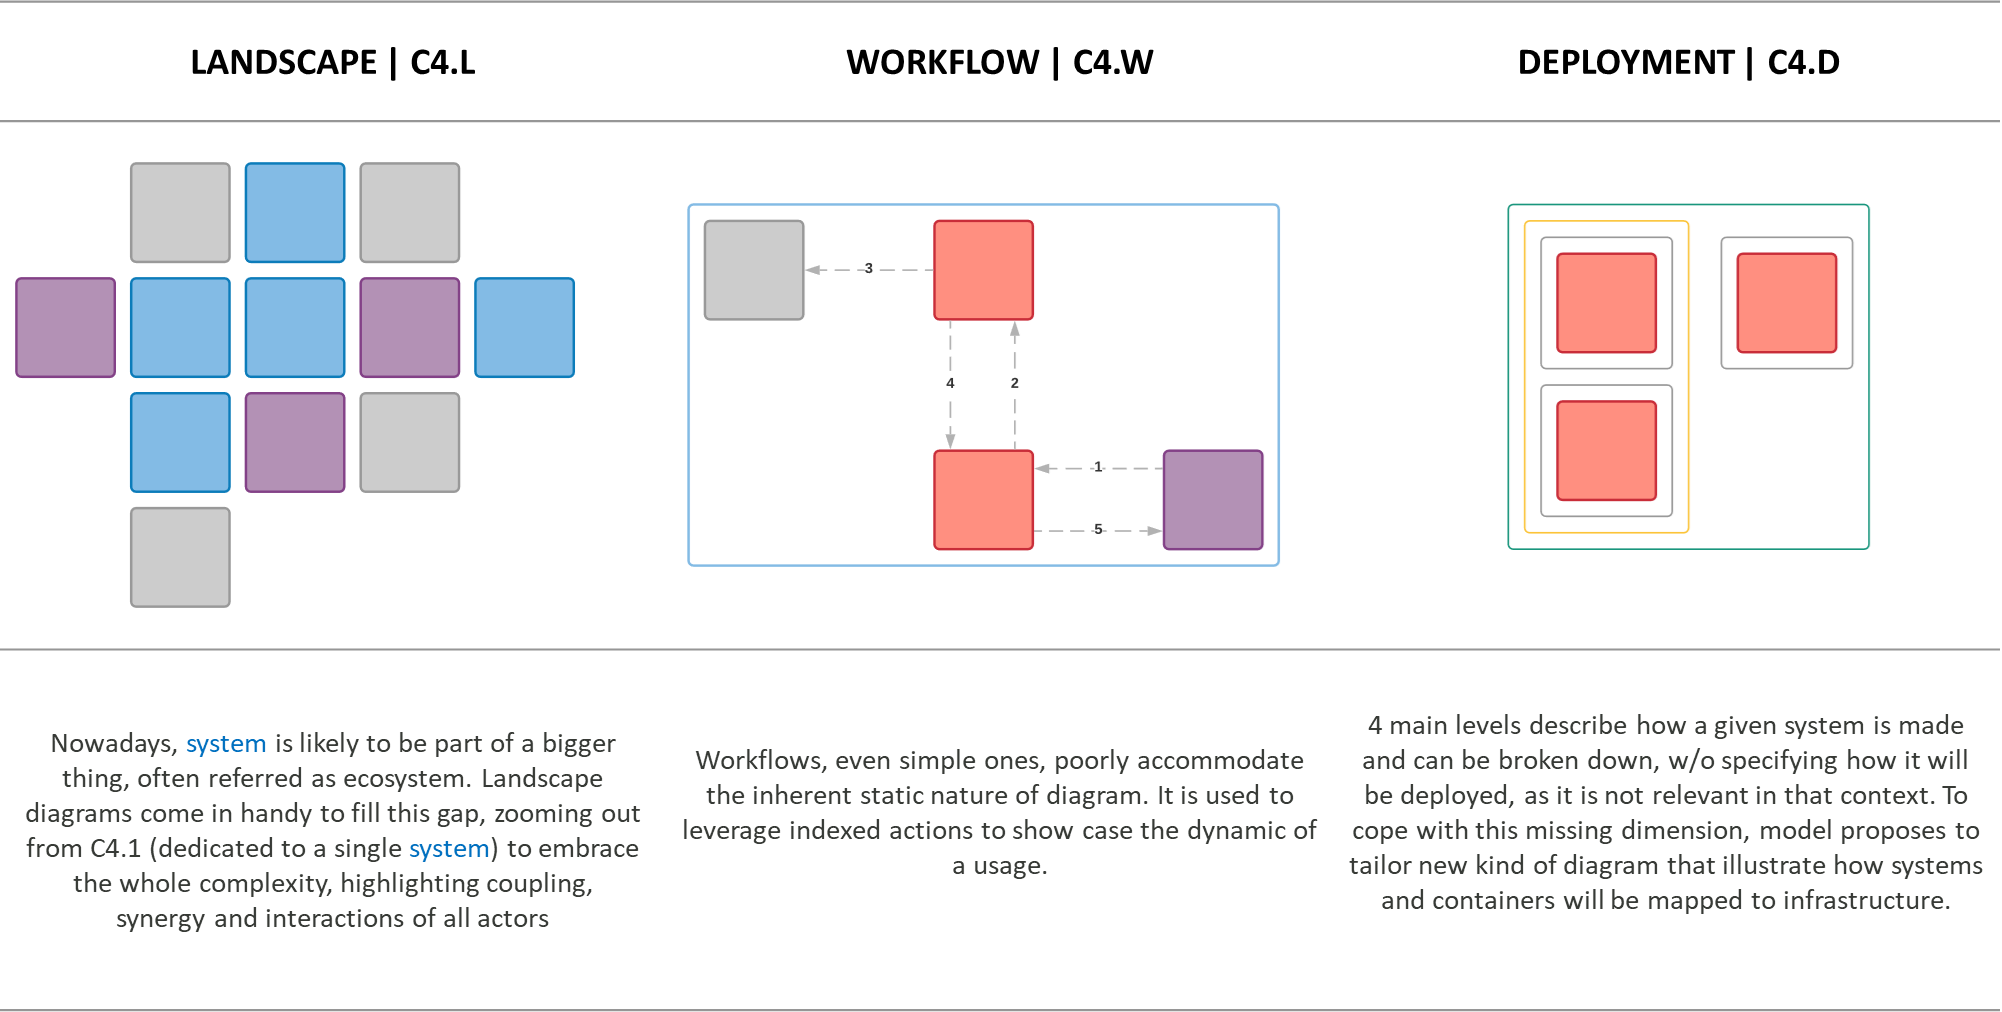 LANDSCAPE | C4.L
WORKFLOW | C4.W
DEPLOYMENT | C4.D
3
4
2
1
5
Nowadays, system is likely to be part of a bigger
thing, often referred as ecosystem. Landscape
diagrams come in handy to fill this gap, zooming out
from C4.1 (dedicated to a single system) to embrace
the whole complexity, highlighting coupling,
synergy and interactions of all actors
Workflows, even simple ones, poorly accommodate
the inherent static nature of diagram. It is used to
leverage indexed actions to show case the dynamic of
a usage.
4 main levels describe how a given system is made
and can be broken down, w/o specifying how it will
be deployed, as it is not relevant in that context. To
cope with this missing dimension, model proposes to
tailor new kind of diagram that illustrate how systems
and containers will be mapped to infrastructure.